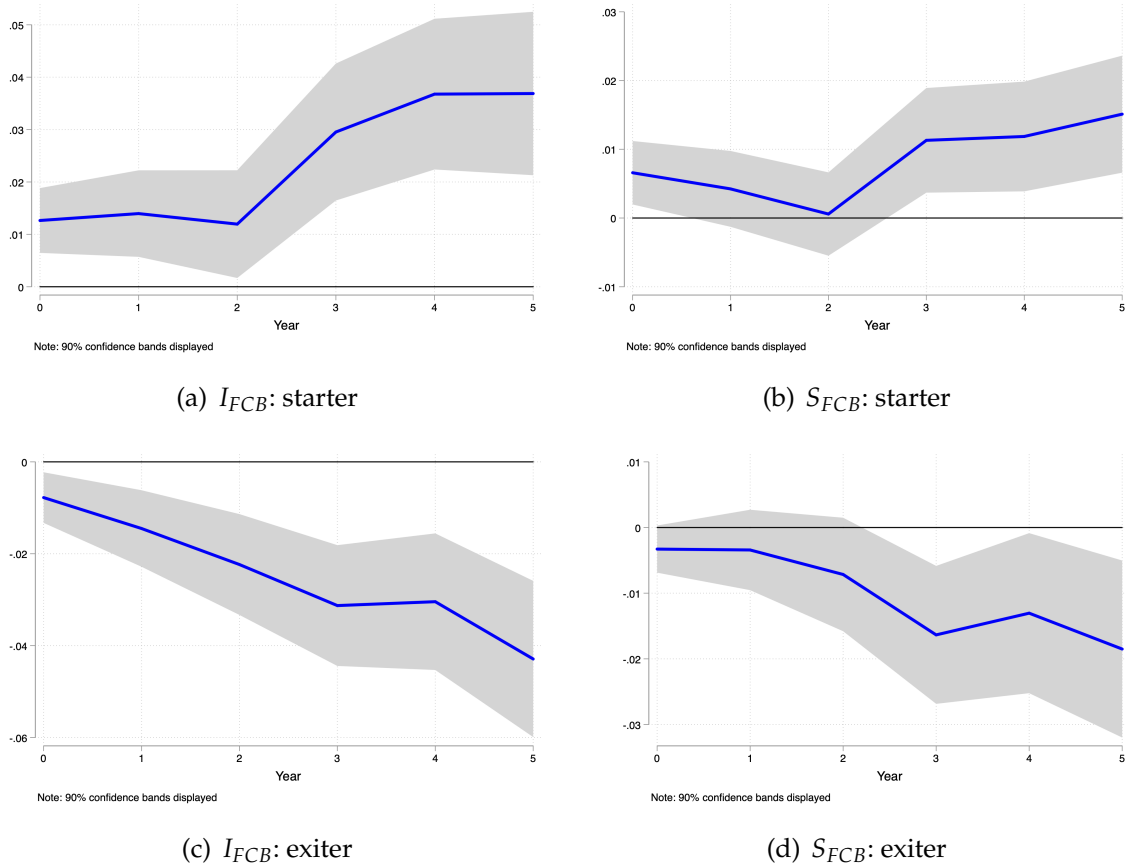 .05
.04
.03
.02
.01
0
0 1 2 3 4 5
Year
Note: 90% confidence bands displayed
(a) I_FCB: starter
.03
.02
.01
0
-.01
0 1 2 3 4 5
Year
Note: 90% confidence bands displayed
(b) S_FCB: starter
0
-.02
-.04
-.06
0 1 2 3 4 5
Year
Note: 90% confidence bands displayed
(c) I_FCB: exiter
.01
0
-.01
-.02
-.03
0 1 2 3 4 5
Year
Note: 90% confidence bands displayed
(d) S_FCB: exiter